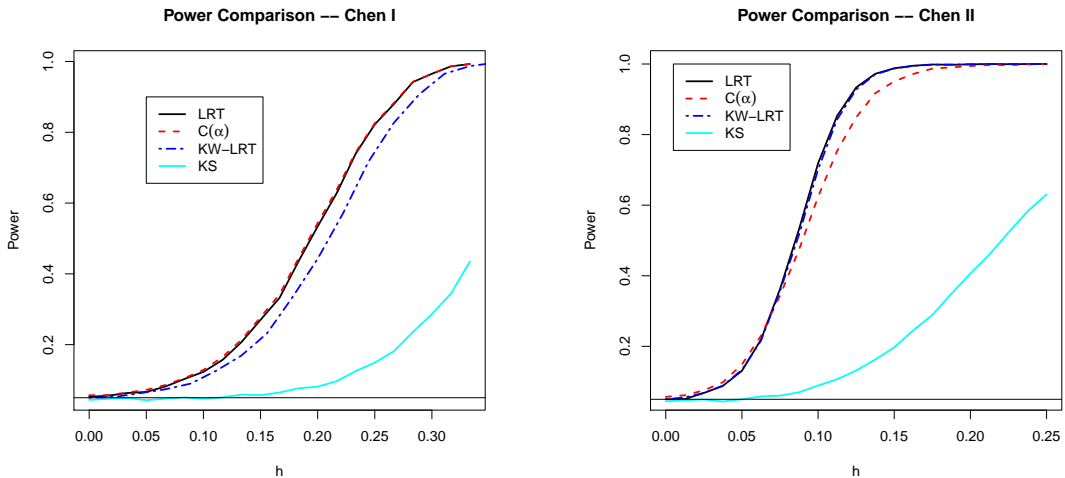 Power Comparison −− Chen I
Power
1.0
0.8
0.6
0.4
0.2
LRT
C(α)
KW−LRT
KS
0.00 0.05 0.10 0.15 0.20 0.25 0.30
h
Power Comparison −− Chen II
Power
1.0
0.8
0.6
0.4
0.2
LRT
C(α)
KW−LRT
KS
0.00 0.05 0.10 0.15 0.20 0.25
h